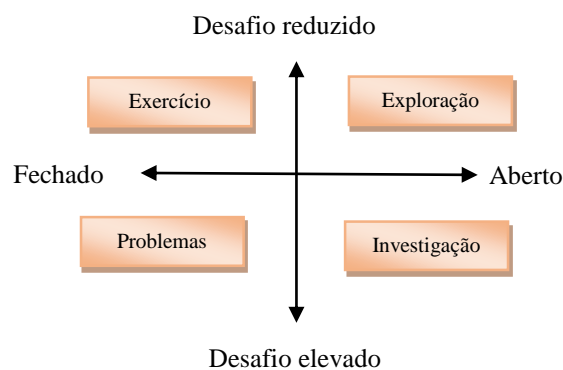 Desafio reduzido
Exercício
Exploração
Fechado
Aberto
Problemas
Investigação
Desafio elevado